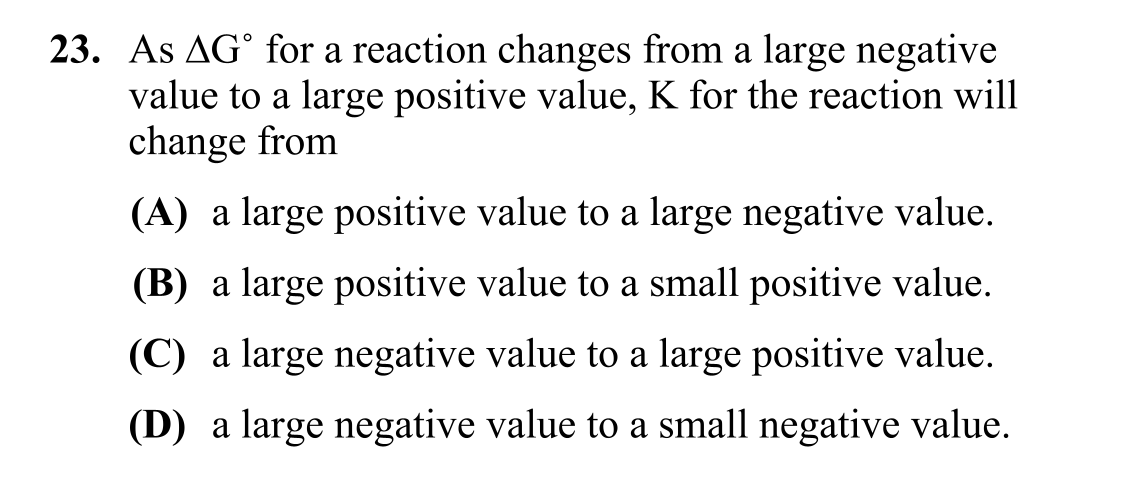 23. As ΔG° for a reaction changes from a large negative
value to a large positive value, K for the reaction will
change from
(A) a large positive value to a large negative value.
(B) a large positive value to a small positive value.
(C) a large negative value to a large positive value.
(D) a large negative value to a small negative value.